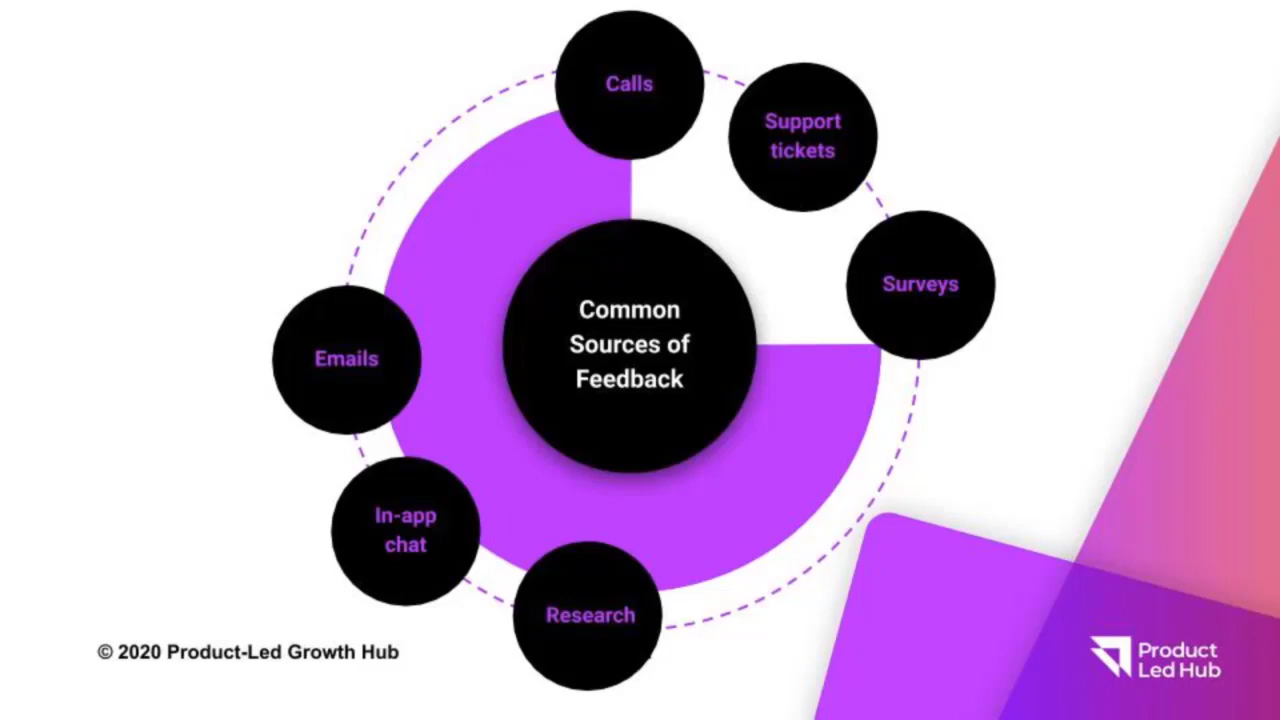 Calls
Support
tickets
Surveys
Common
Sources of
Feedback
Emails
In-app
chat
Research
© 2020 Product-Led Growth Hub
Product
Led Hub